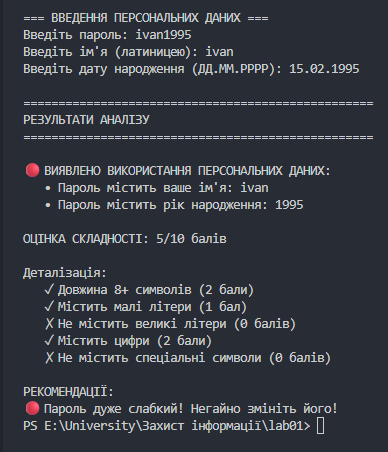 === ВВЕДЕННЯ ПЕРСОНАЛЬНИХ ДАНИХ ===
Введіть пароль: ivan1995
Введіть ім'я (латиницею): ivan
Введіть дату народження (ДД.ММ.РРРР): 15.02.1995
==================================================
РЕЗУЛЬТАТИ АНАЛІЗУ
==================================================
🔴 ВИЯВЛЕНО ВИКОРИСТАННЯ ПЕРСОНАЛЬНИХ ДАНИХ:
• Пароль містить ваше ім'я: ivan
• Пароль містить рік народження: 1995
ОЦІНКА СКЛАДНОСТІ: 5/10 балів
Деталізація:
✓ Довжина 8+ символів (2 бали)
✓ Містить малі літери (1 бал)
✗ Не містить великі літери (0 балів)
✓ Містить цифри (2 бали)
✗ Не містить спеціальні символи (0 балів)
РЕКОМЕНДАЦІЇ:
🔴 Пароль дуже слабкий! Негайно змініть його!
PS E:\University\Захист інформації\lab01>